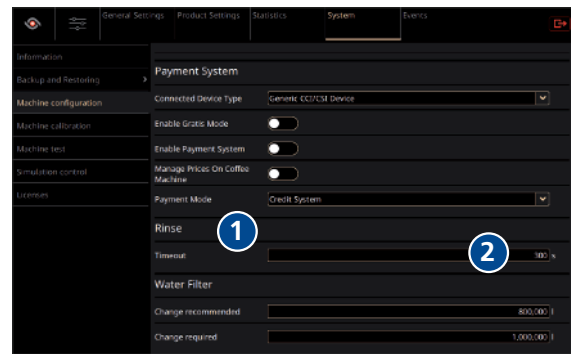 General Settings Product Settings Statistics System Events
Information
Backup and Restoring
Machine configuration
Machine calibration
Machine test
Simulation control
Licenses
Payment System
Connected Device Type Generic CCI/CSI Device
Enable Gratis Mode
Enable Payment System
Manage Prices On Coffee
Machine
Payment Mode Credit System
Rinse 1
Timeout 2 300 s
Water Filter
Change recommended 800,000 l
Change required 1,000,000 l